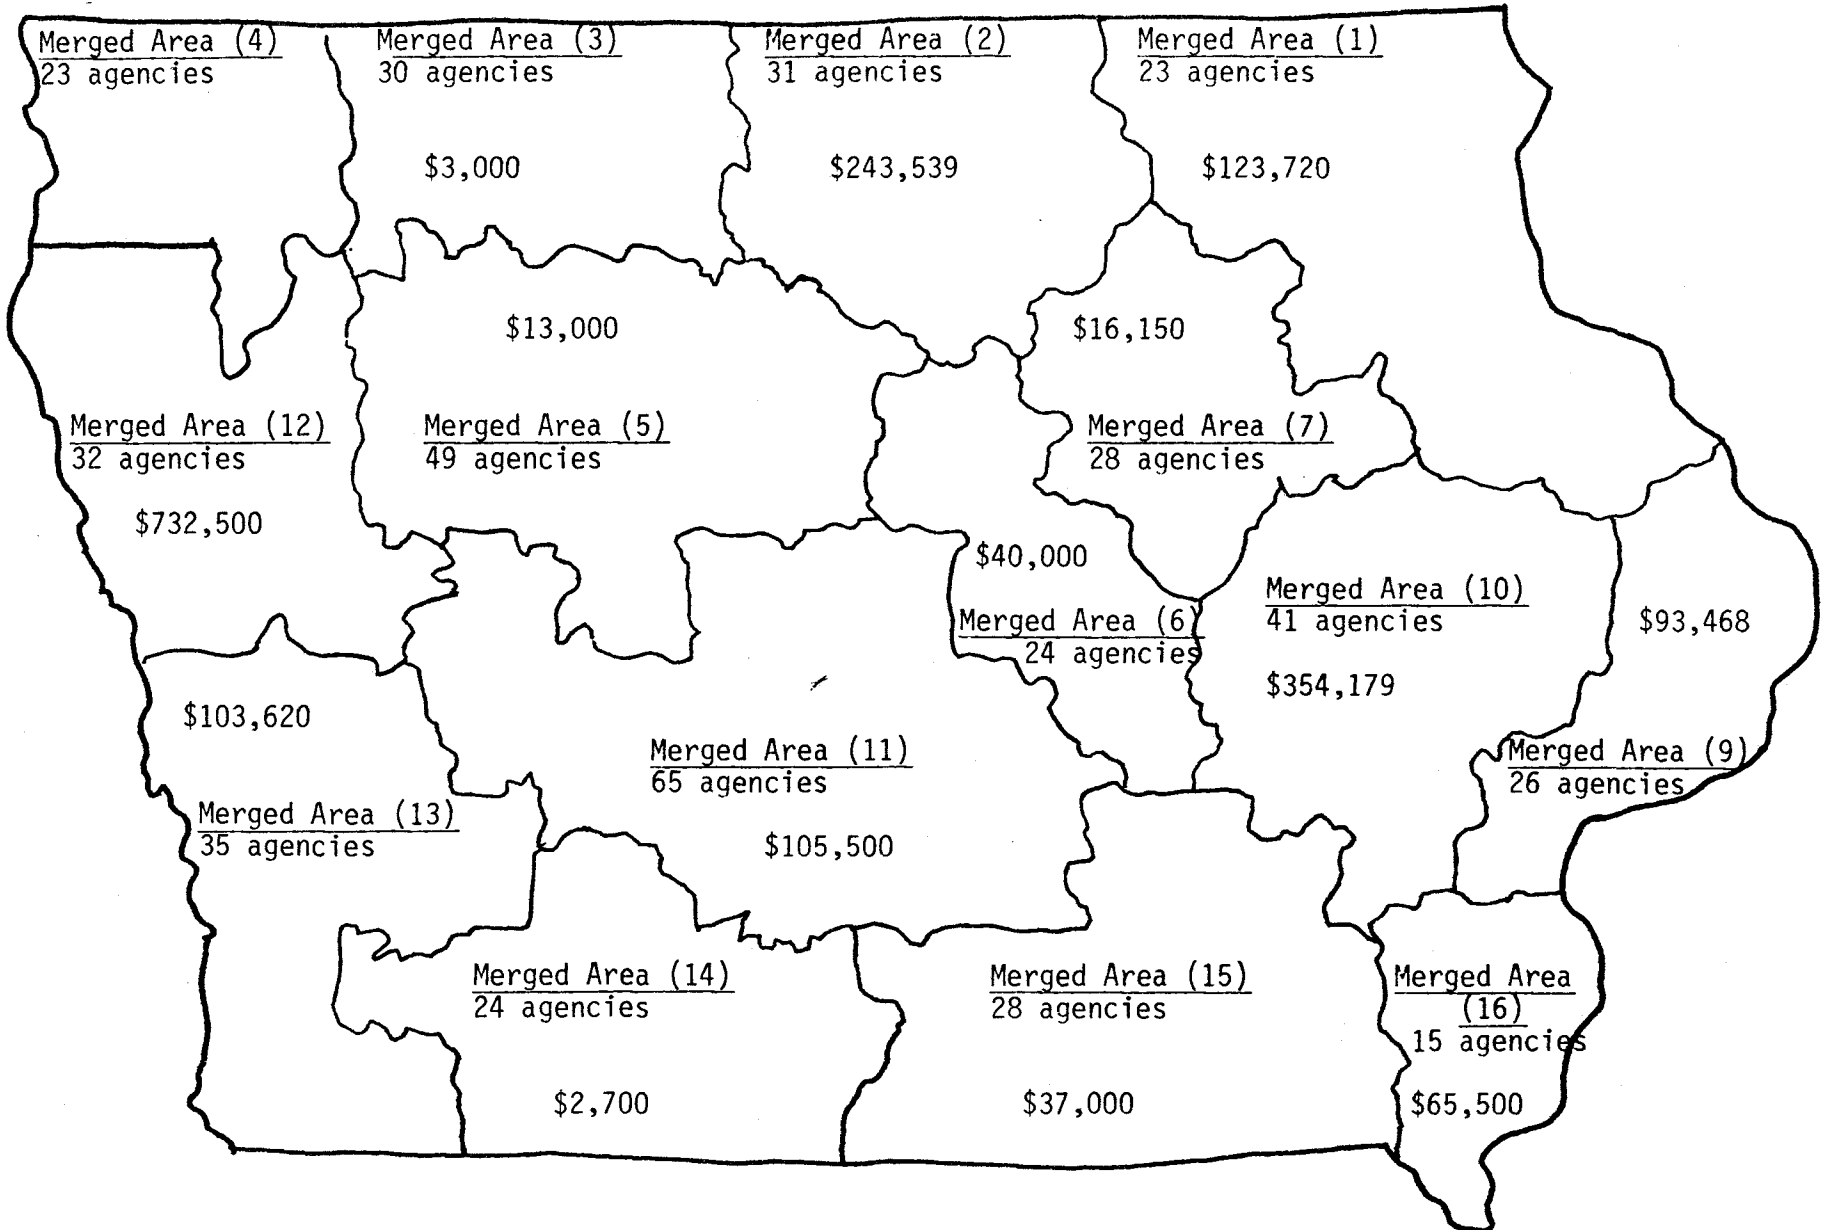 Merged Area (4)
23 agencies
Merged Area (3)
30 agencies
$3,000
Merged Area (2)
31 agencies
$243,539
Merged Area (1)
23 agencies
$123,720
$13,000
Merged Area (5)
49 agencies
$16,150
Merged Area (7)
28 agencies
Merged Area (12)
32 agencies
$732,500
$40,000
Merged Area (6)
24 agencies
Merged Area (10)
41 agencies
$354,179
$93,468
Merged Area (9)
26 agencies
$103,620
Merged Area (13)
35 agencies
Merged Area (11)
65 agencies
$105,500
Merged Area (14)
24 agencies
$2,700
Merged Area (15)
28 agencies
$37,000
Merged Area
(16)
15 agencies
$65,500